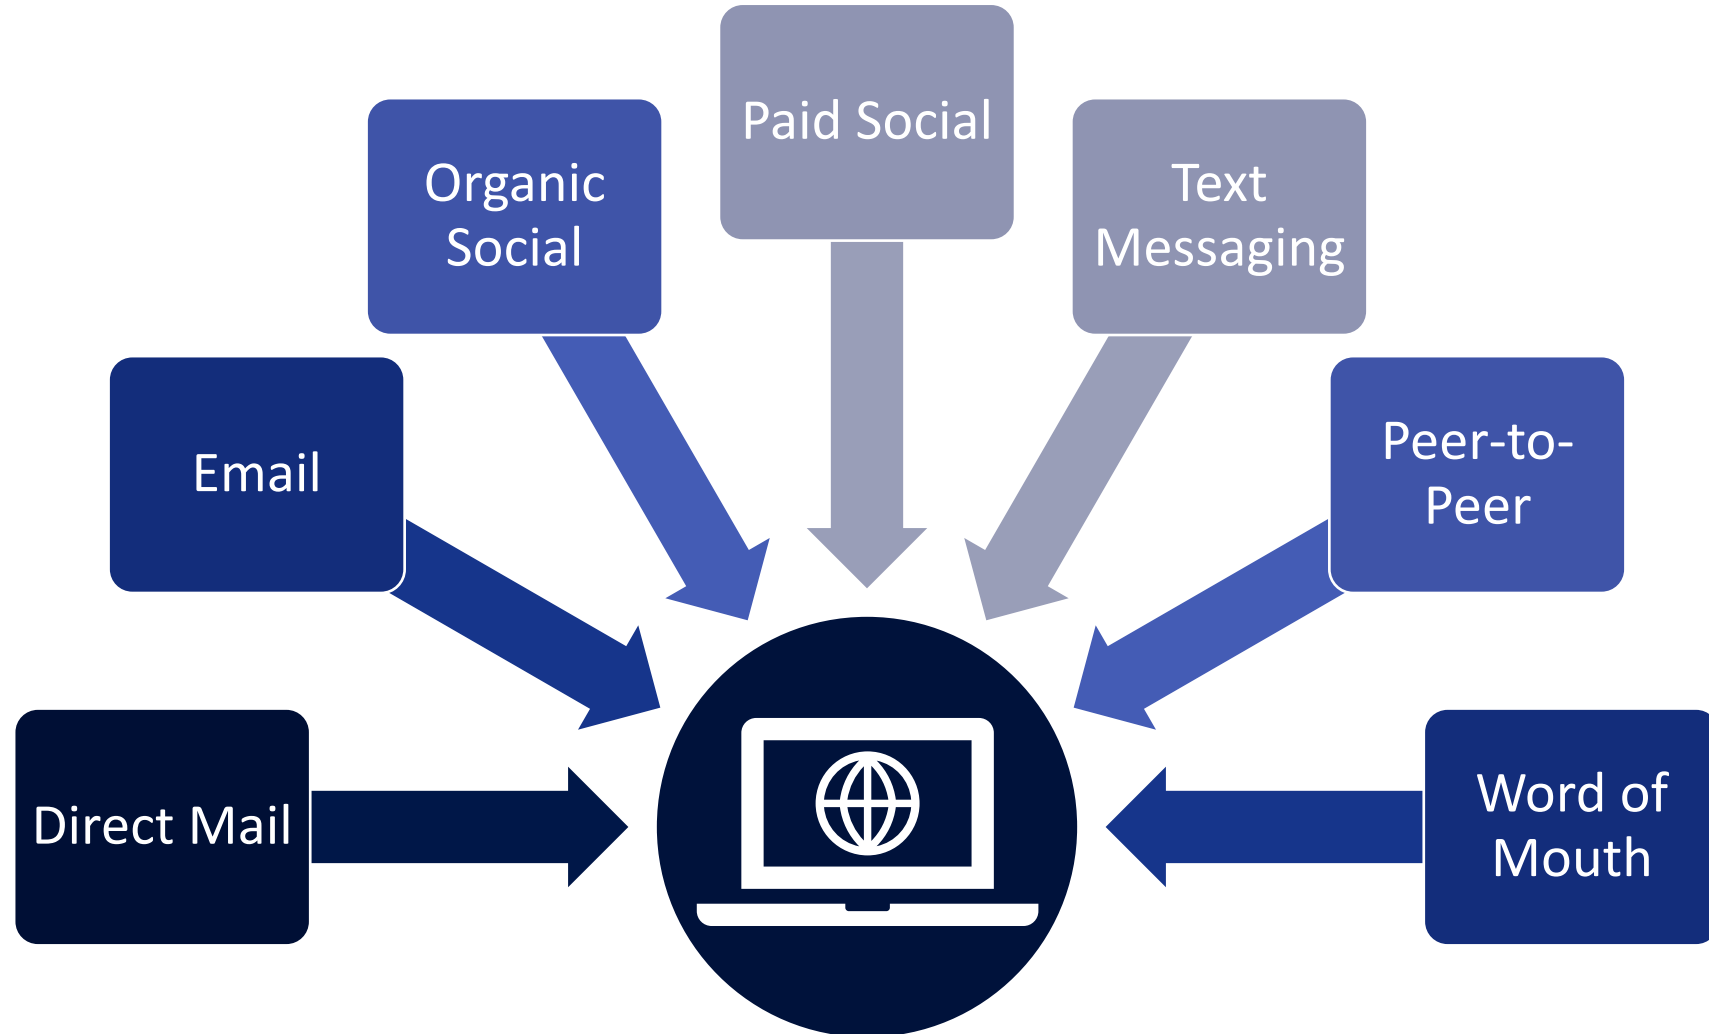 Direct Mail
Email
Organic
Social
Paid Social
Text
Messaging
Peer-to-
Peer
Word of
Mouth